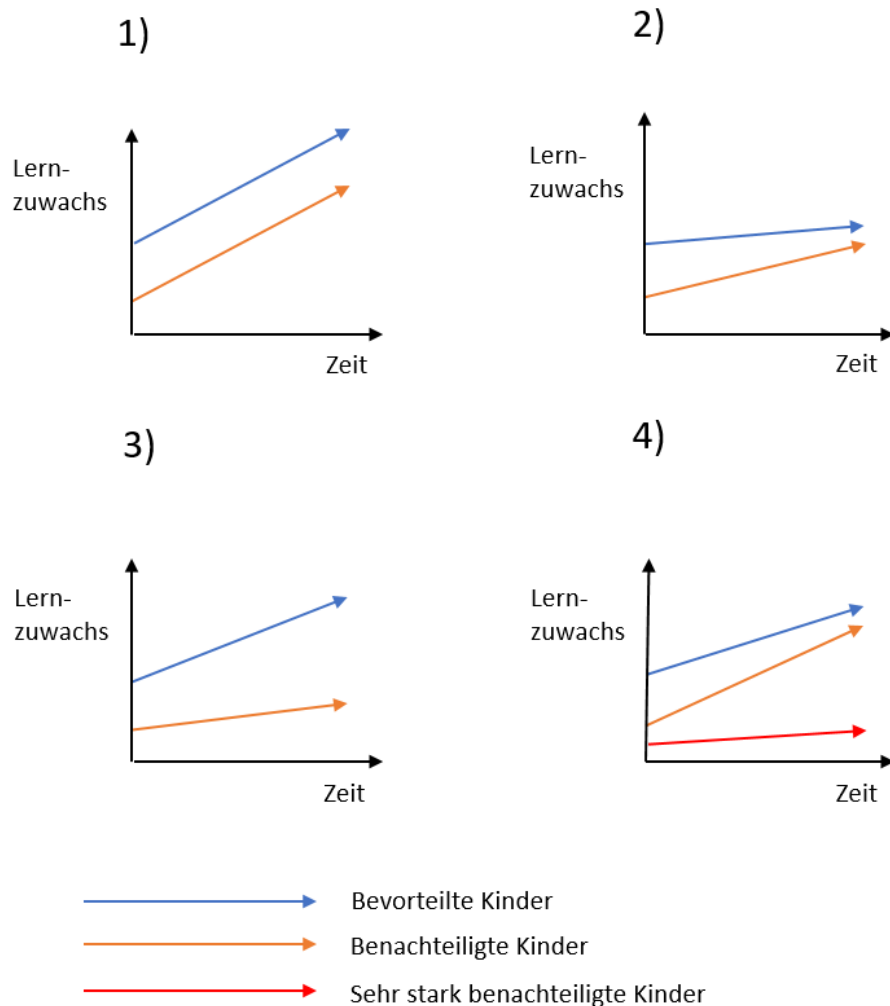 1)
Lern-
zuwachs
Zeit
2)
Lern-
zuwachs
Zeit
3)
Lern-
zuwachs
Zeit
4)
Lern-
zuwachs
Zeit
Bevorteilte Kinder
Benachteiligte Kinder
Sehr stark benachteiligte Kinder